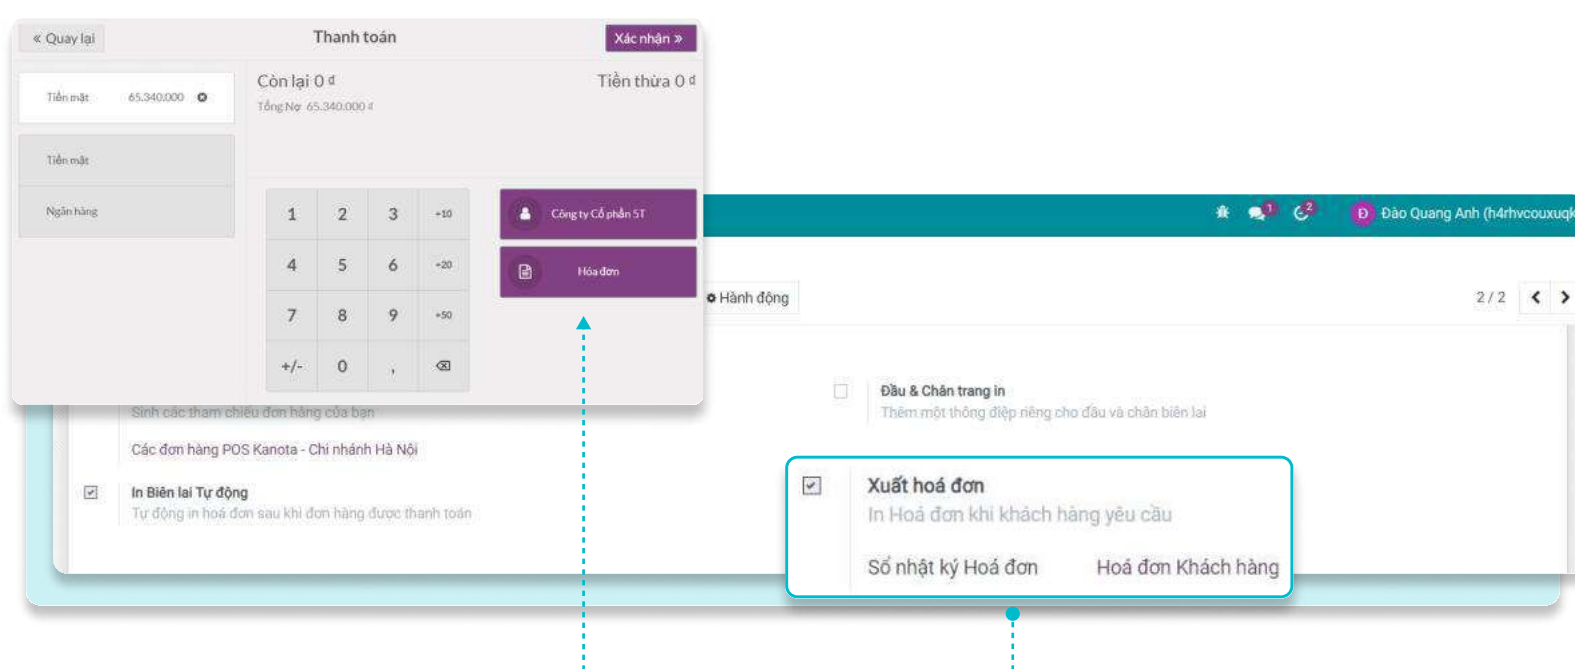 « Quay lại
Thanh toán
Xác nhận »
Tiền mặt 65.340.000
Còn lại 0 đ
Tiền thừa 0 đ
Tổng Nợ 65.340.000 đ
Tiền mặt
Ngân hàng
1 2 3 +10
4 5 6 +20
7 8 9 +50
+/- 0 ,
Công ty Cổ phần 5T
Hóa đơn
1
2
Đ Đào Quang Anh (h4rhvcouxuqk
Hành động
2 / 2
Sinh các tham chiếu đơn hàng của bạn
Các đơn hàng POS Kanota - Chi nhánh Hà Nội
In Biên lai Tự động
Tự động in hoá đơn sau khi đơn hàng được thanh toán
Đầu & Chân trang in
Thêm một thông điệp riêng cho đầu và chân biên lai
Xuất hoá đơn
In Hoá đơn khi khách hàng yêu cầu
Sổ nhật ký Hoá đơn Hoá đơn Khách hàng